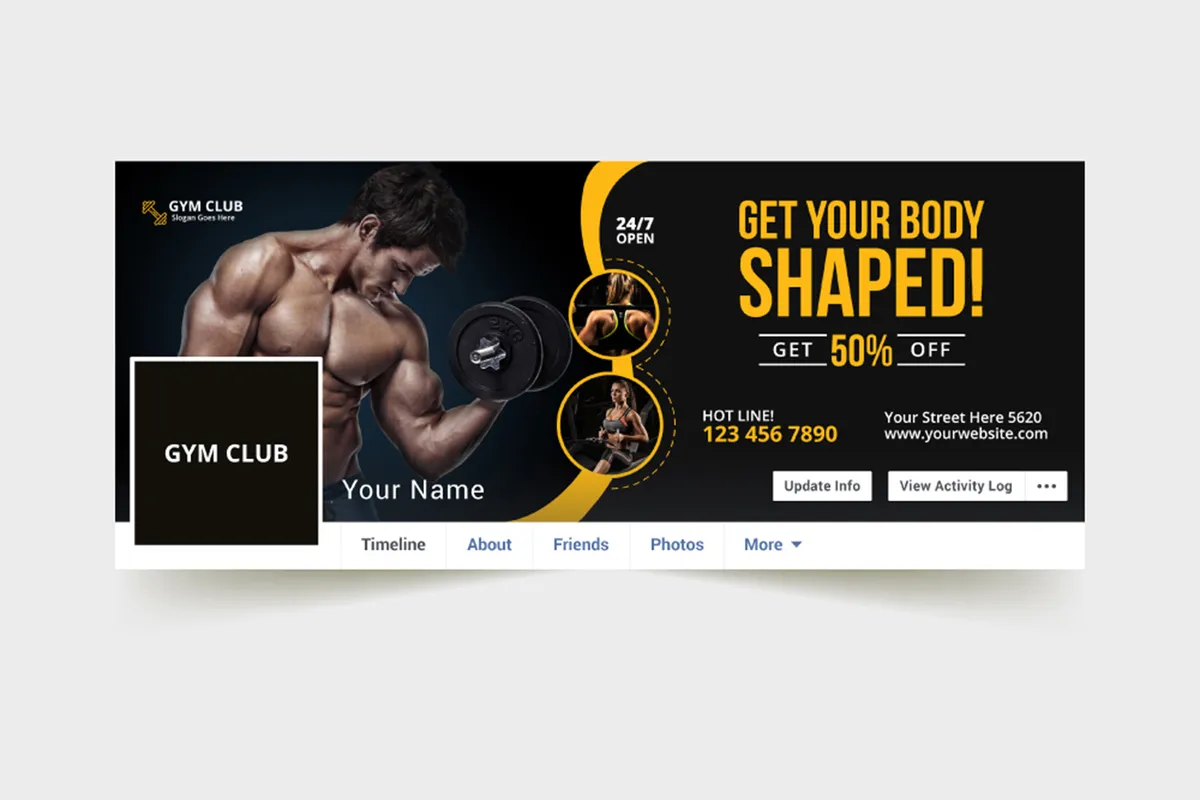 GYM CLUB
Slogan Goes Here
24/7
OPEN
GET YOUR BODY
SHAPED!
GET 50% OFF
HOT LINE!
123 456 7890
Your Street Here 5620
www.yourwebsite.com
GYM CLUB
Your Name
Update Info
View Activity Log
Timeline
About
Friends
Photos
More